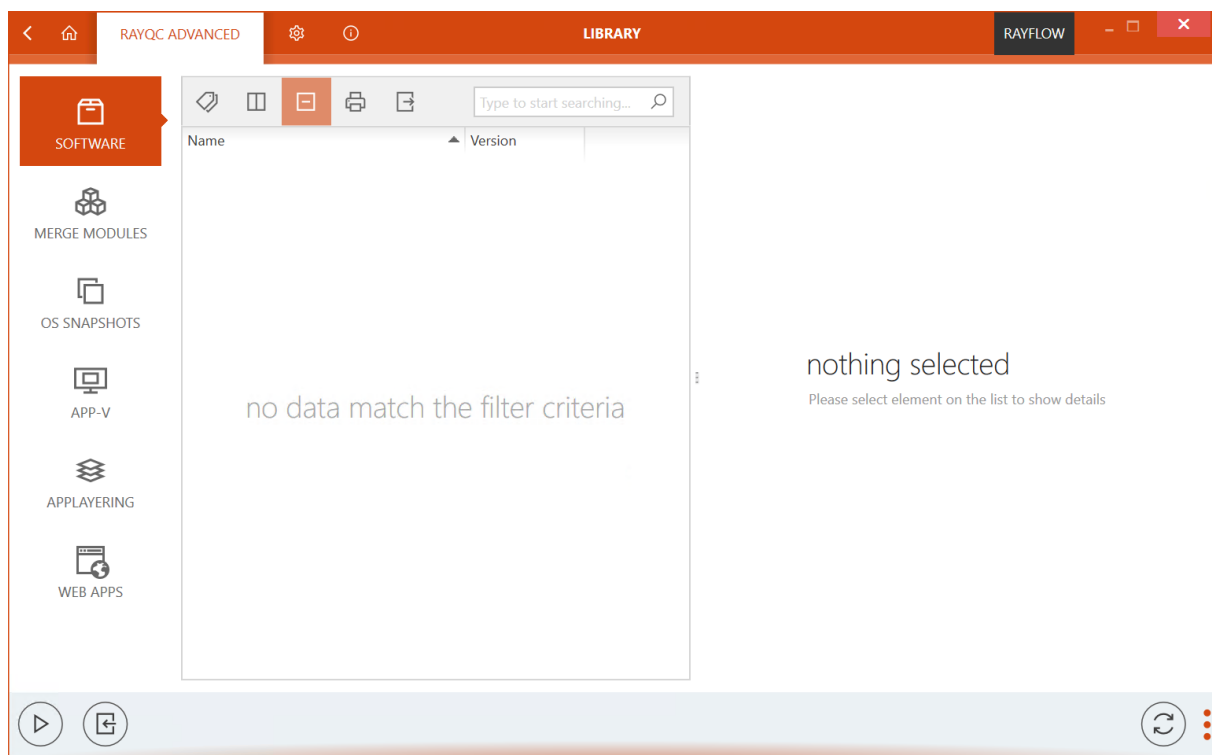 RAYQC ADVANCED
LIBRARY
RAYFLOW
SOFTWARE
MERGE MODULES
OS SNAPSHOTS
APP-V
APPLAYERING
WEB APPS
Type to start searching...
Name
Version
no data match the filter criteria
nothing selected
Please select element on the list to show details